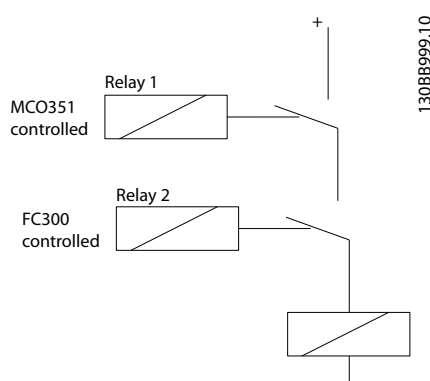 +
130BB999.10
Relay 1
MCO351
controlled
Relay 2
FC300
controlled